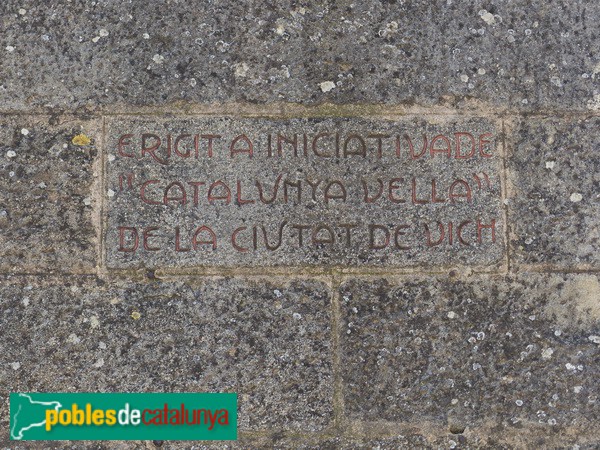 ERIGIT A INICIATIVA DE
"CATALUNYA VELLA"
DE LA CIUTAT DE VICH
poblesdecatalunya